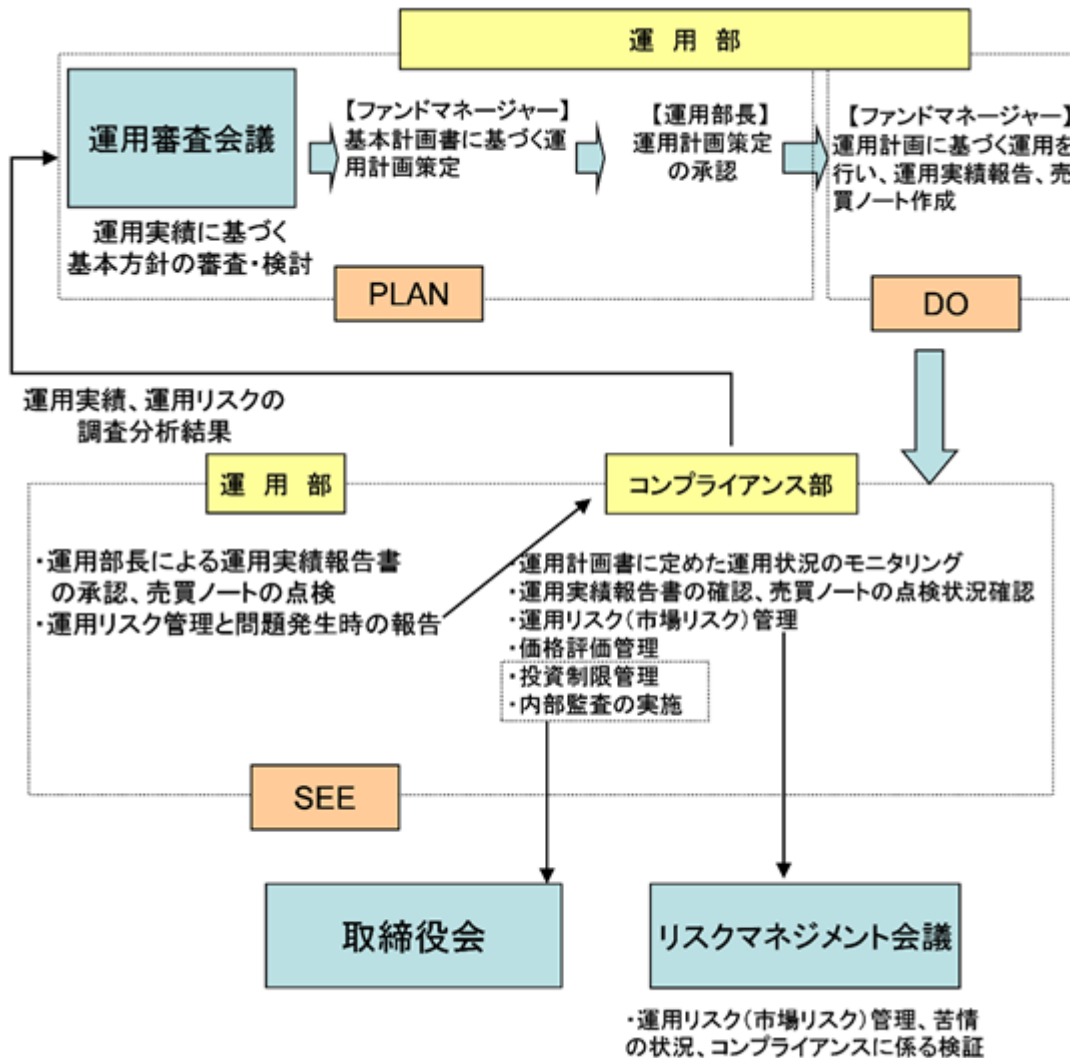 運 用 部
運用審査会議
運用実績に基づく
基本方針の審査・検討
【ファンドマネージャー】
基本計画書に基づく運
用計画策定
【運用部長】
運用計画策定
の承認
【ファンドマネージャー】
運用計画に基づく運用を
行い、運用実績報告、売
買ノート作成
PLAN
DO
運用実績、運用リスクの
調査分析結果
運 用 部
コンプライアンス部
・運用部長による運用実績報告書
の承認、売買ノートの点検
・運用リスク管理と問題発生時の報告
・運用計画書に定めた運用状況のモニタリング
・運用実績報告書の確認、売買ノートの点検状況確認
・運用リスク(市場リスク)管理
・価格評価管理
・投資制限管理
・内部監査の実施
SEE
取締役会
リスクマネジメント会議
・運用リスク(市場リスク)管理、苦情
の状況、コンプライアンスに係る検証